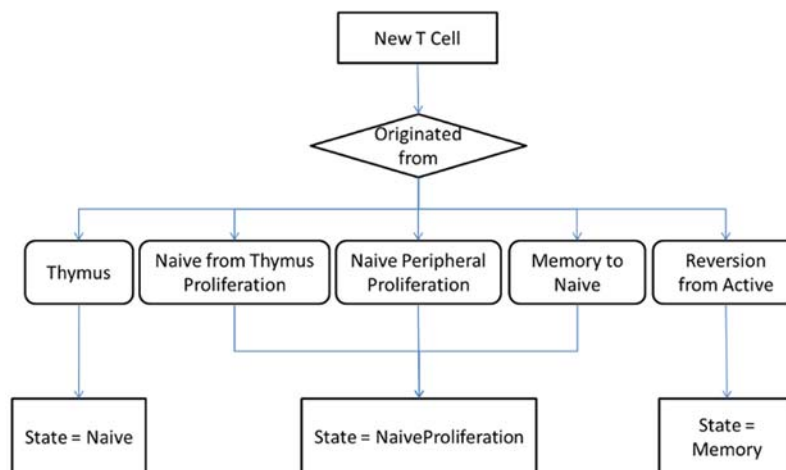 New T Cell
Originated
from
Thymus
Naive from Thymus
Proliferation
Naive Peripheral
Proliferation
Memory to
Naive
Reversion
from Active
State = Naive
State = NaiveProliferation
State =
Memory